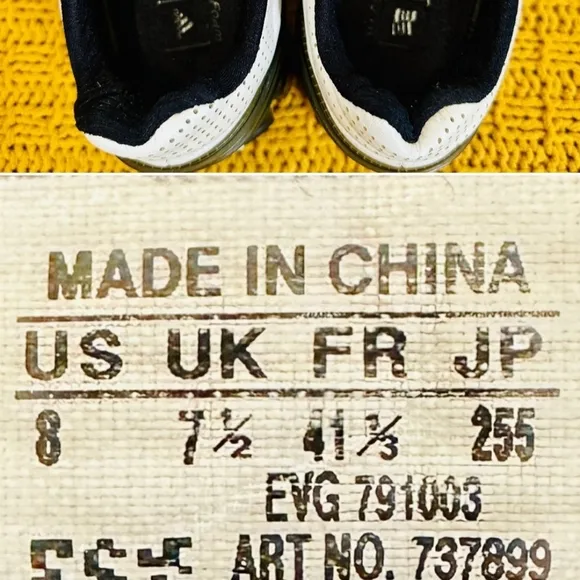 MADE IN CHINA
US UK FR JP
8 7½ 41⅓ 255
EVG 791003
ART NO. 737899